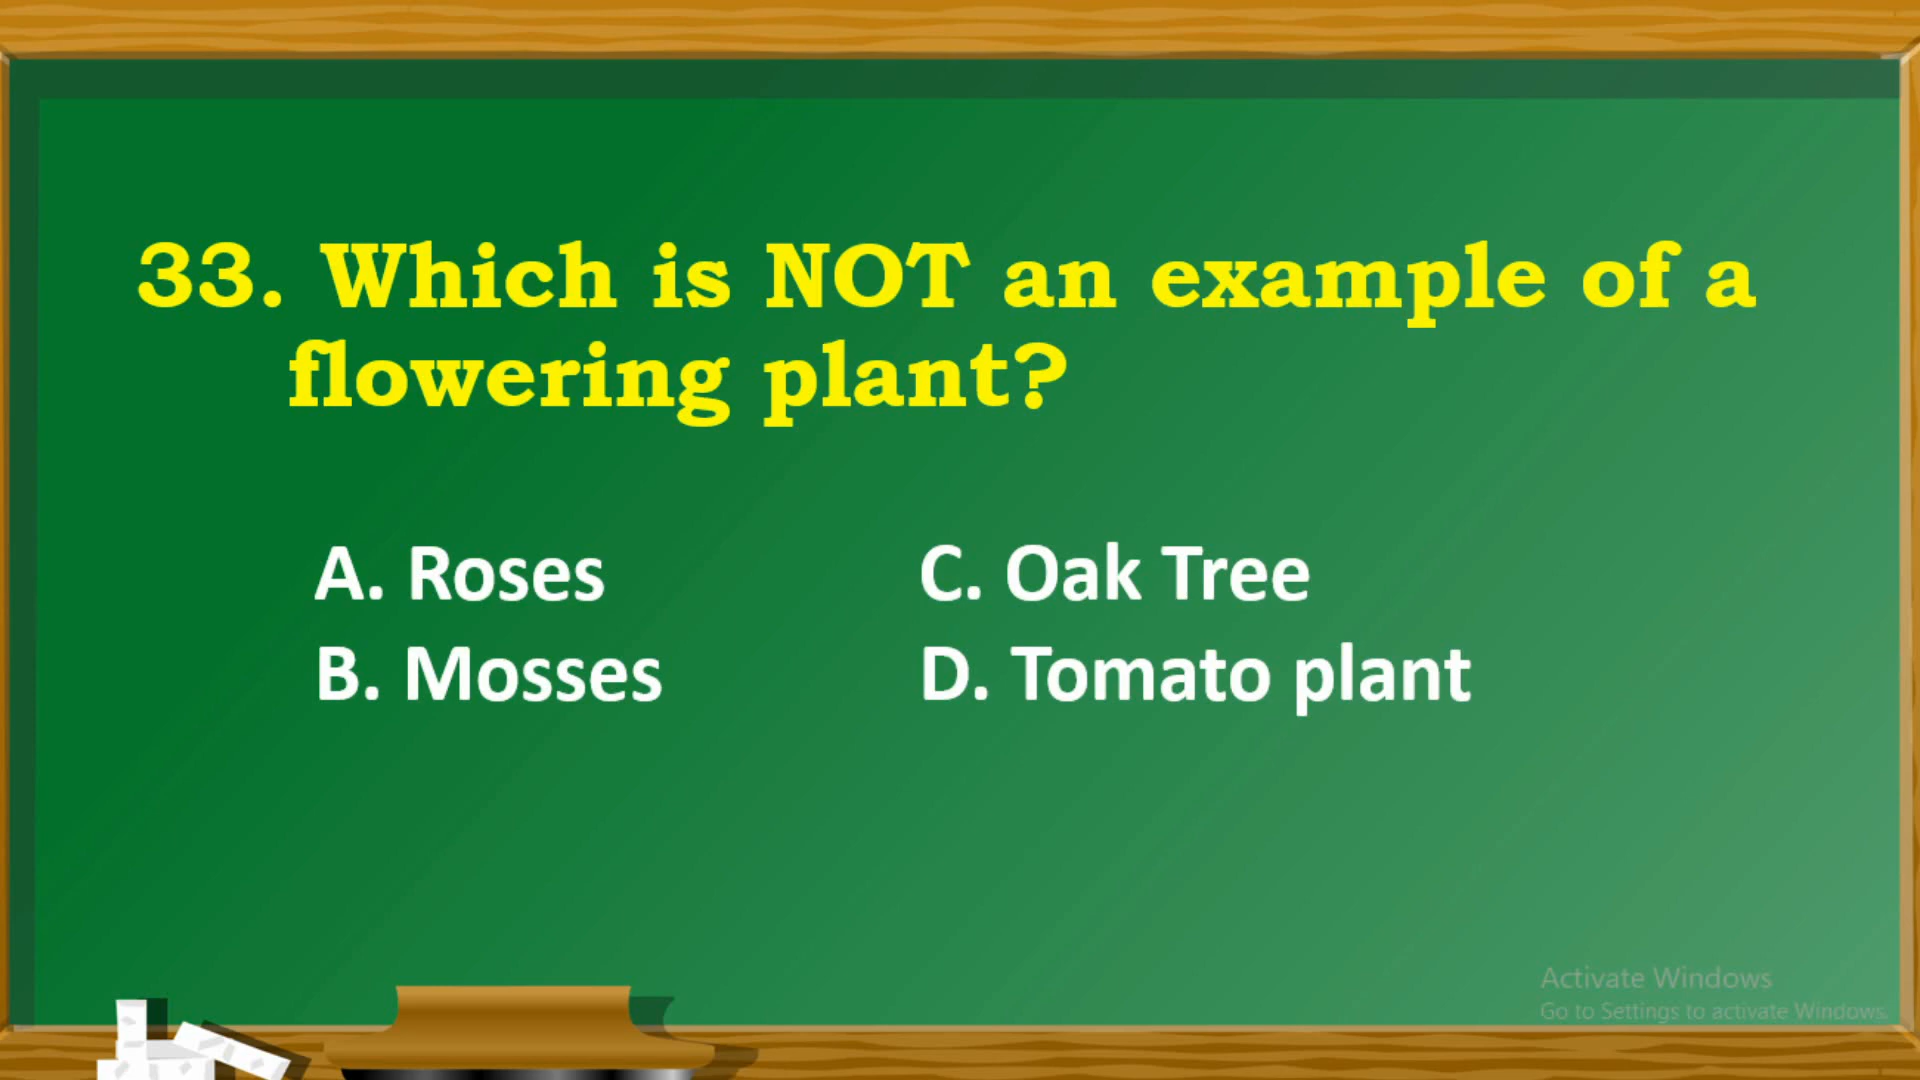 33. Which is NOT an example of a
flowering plant?
A. Roses
B. Mosses
C. Oak Tree
D. Tomato plant
Activate Windows
Go to Settings to activate Windows.